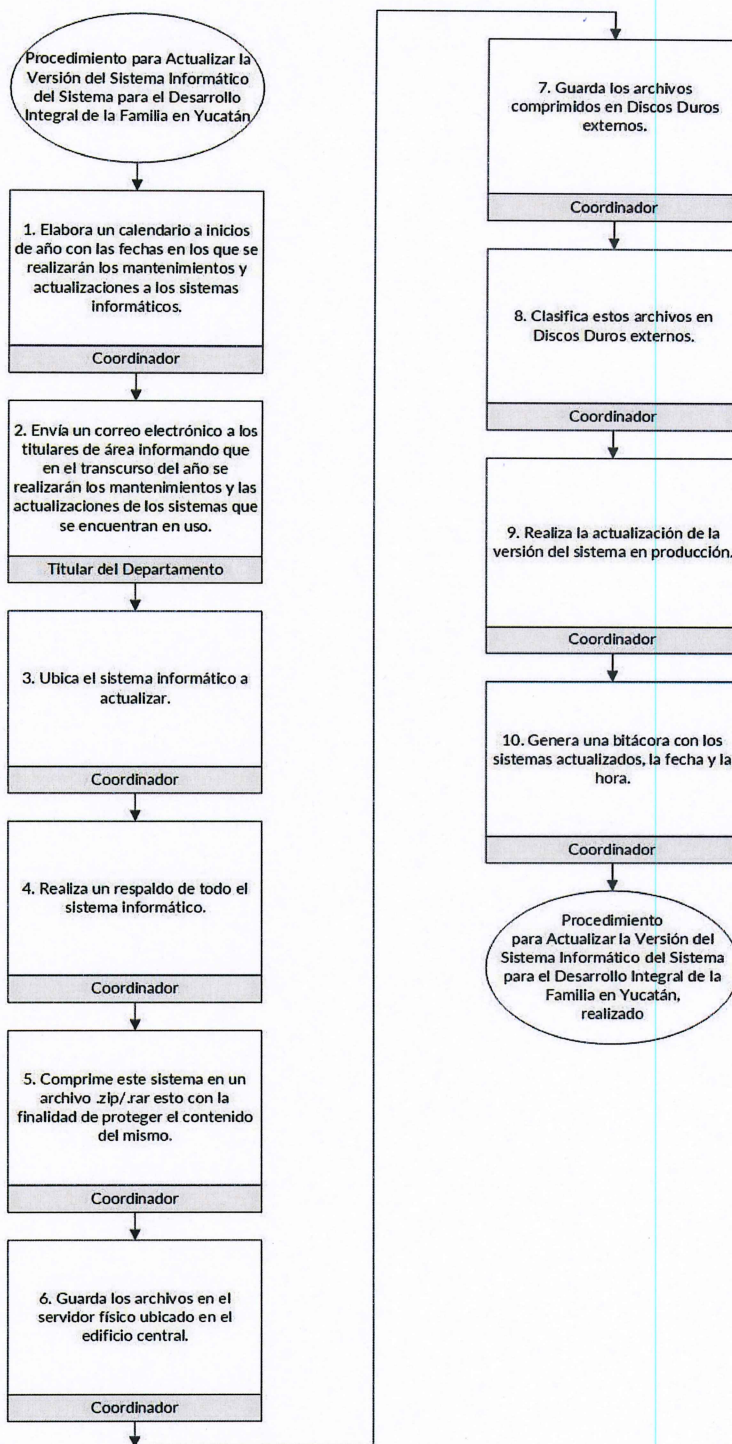 Procedimiento para Actualizar la
Versión del Sistema Informático
del Sistema para el Desarrollo
Integral de la Familia en Yucatán
1. Elabora un calendario a inicios
de año con las fechas en los que se
realizarán los mantenimientos y
actualizaciones a los sistemas
informáticos.
Coordinador
2. Envía un correo electrónico a los
titulares de área informando que
en el transcurso del año se
realizarán los mantenimientos y las
actualizaciones de los sistemas que
se encuentran en uso.
Titular del Departamento
3. Ubica el sistema informático a
actualizar.
Coordinador
4. Realiza un respaldo de todo el
sistema informático.
Coordinador
5. Comprime este sistema en un
archivo .zip/.rar esto con la
finalidad de proteger el contenido
del mismo.
Coordinador
6. Guarda los archivos en el
servidor físico ubicado en el
edificio central.
Coordinador
7. Guarda los archivos
comprimidos en Discos Duros
externos.
Coordinador
8. Clasifica estos archivos en
Discos Duros externos.
Coordinador
9. Realiza la actualización de la
versión del sistema en producción.
Coordinador
10. Genera una bitácora con los
sistemas actualizados, la fecha y la
hora.
Coordinador
Procedimiento
para Actualizar la Versión del
Sistema Informático del Sistema
para el Desarrollo Integral de la
Familia en Yucatán,
realizado